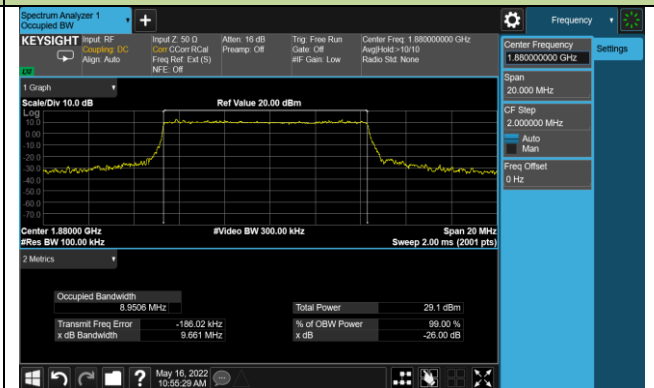 Spectrum Analyzer 1
Occupied BW
Frequency
KEYSIGHT
Input: RF
Coupling: DC
Align: Auto
Input Z: 50 Ω
Corr CCorr RCal
Freq Ref: Ext (S)
NFE: Off
Atten: 16 dB
Preamp: Off
Trig: Free Run
Gate: Off
#IF Gain: Low
Center Freq: 1.880000000 GHz
Avg|Hold:>10/10
Radio Std: None
Center Frequency
1.880000000 GHz
Settings
Span
20.000 MHz
CF Step
2.000000 MHz
Auto
Man
Freq Offset
0 Hz
1 Graph
Scale/Div 10.0 dB
Ref Value 20.00 dBm
Log
10.0
0.00
-10.0
-20.0
-30.0
-40.0
-50.0
-60.0
-70.0
Center 1.88000 GHz
#Video BW 300.00 kHz
Span 20 MHz
#Res BW 100.00 kHz
Sweep 2.00 ms (2001 pts)
2 Metrics
Occupied Bandwidth
8.9506 MHz
Total Power 29.1 dBm
Transmit Freq Error -186.02 kHz
% of OBW Power 99.00 %
x dB Bandwidth 9.661 MHz
x dB -26.00 dB
?
May 16, 2022
10:55:29 AM